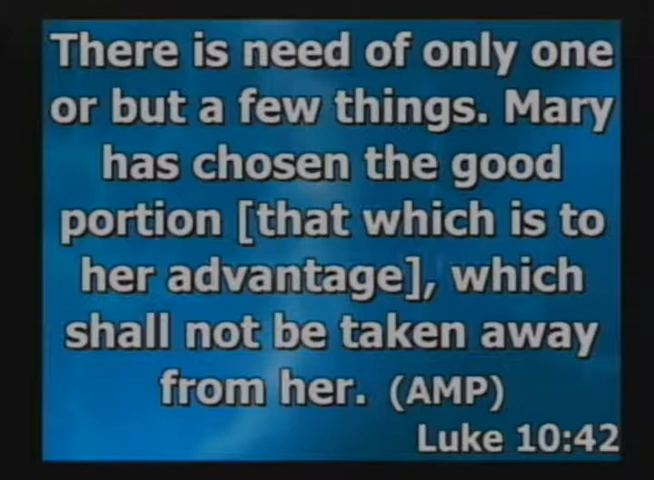 There is need of only one
or but a few things. Mary
has chosen the good
portion [that which is to
her advantage], which
shall not be taken away
from her. (AMP)
Luke 10:42